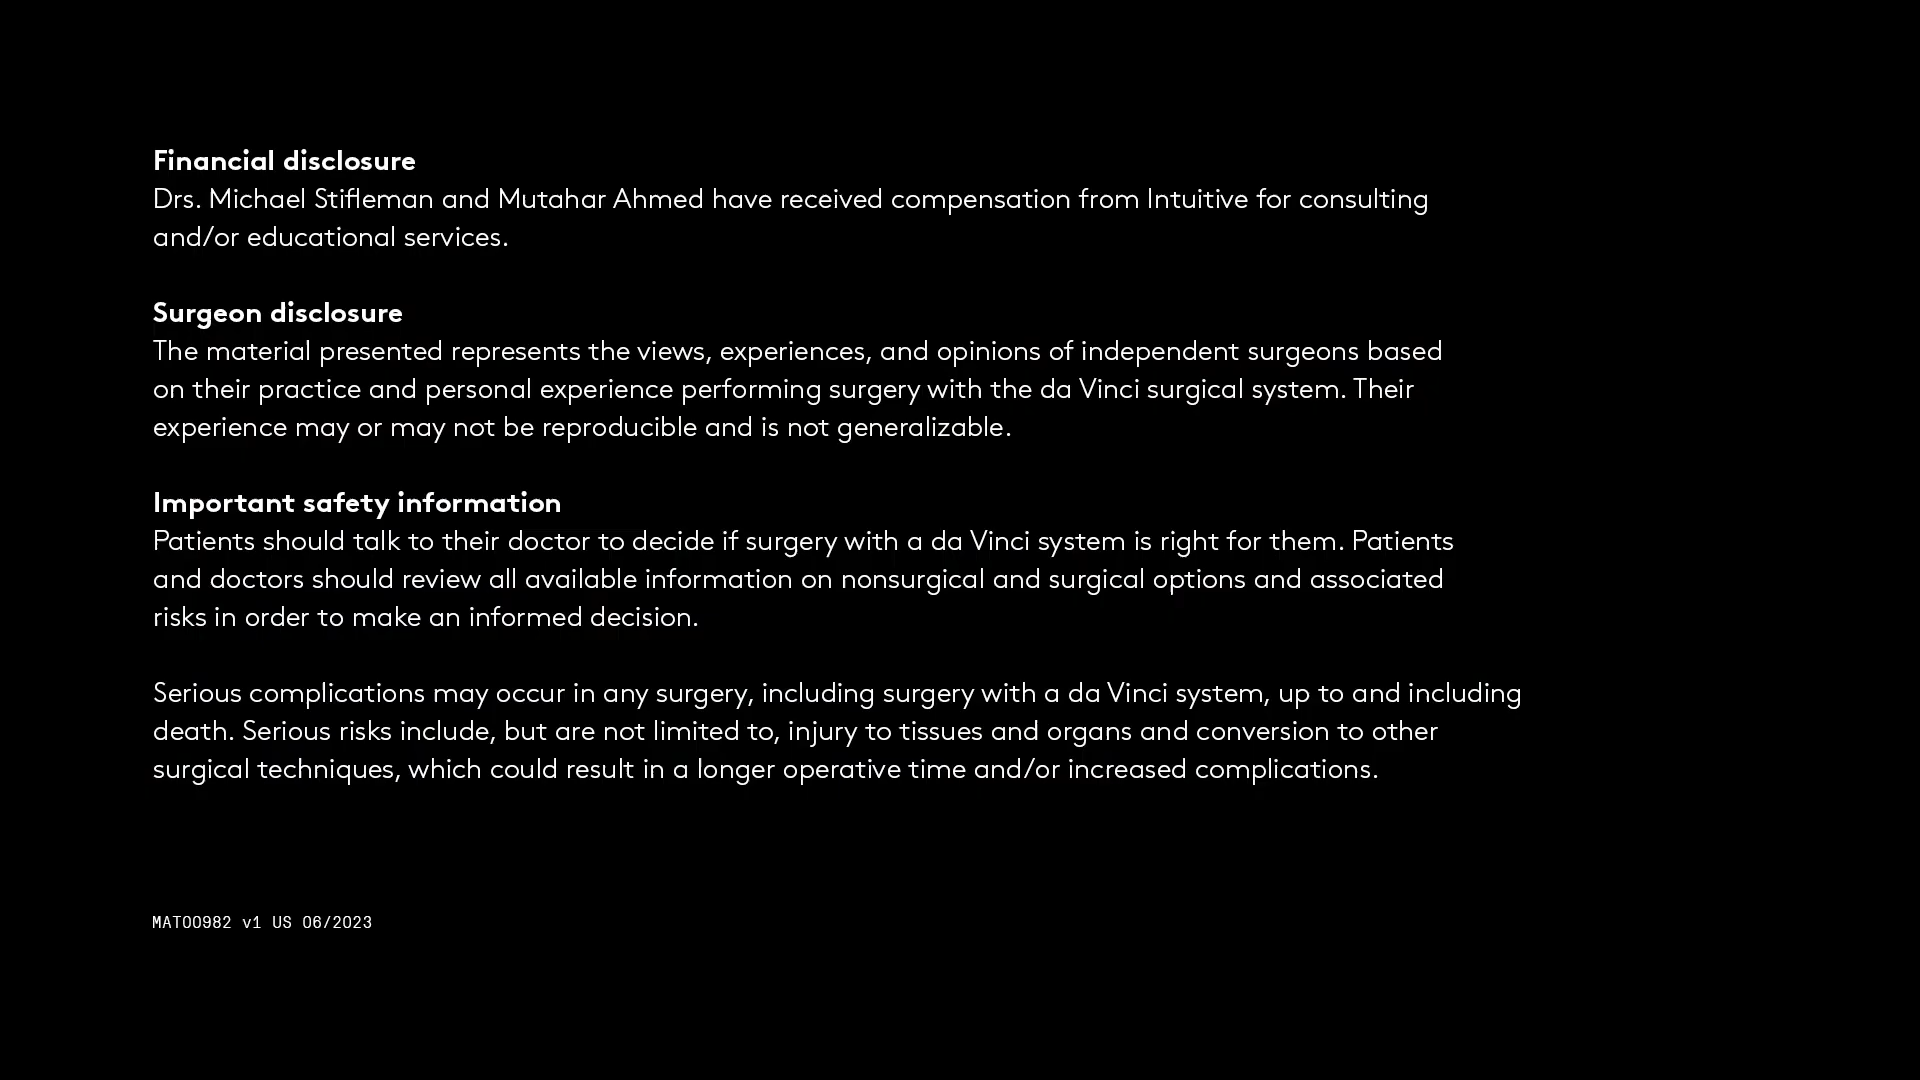 Financial disclosure
Drs. Michael Stifleman and Mutahar Ahmed have received compensation from Intuitive for consulting
and/or educational services.
Surgeon disclosure
The material presented represents the views, experiences, and opinions of independent surgeons based
on their practice and personal experience performing surgery with the da Vinci surgical system. Their
experience may or may not be reproducible and is not generalizable.
Important safety information
Patients should talk to their doctor to decide if surgery with a da Vinci system is right for them. Patients
and doctors should review all available information on nonsurgical and surgical options and associated
risks in order to make an informed decision.
Serious complications may occur in any surgery, including surgery with a da Vinci system, up to and including
death. Serious risks include, but are not limited to, injury to tissues and organs and conversion to other
surgical techniques, which could result in a longer operative time and/or increased complications.
MAT00982 v1 US 06/2023